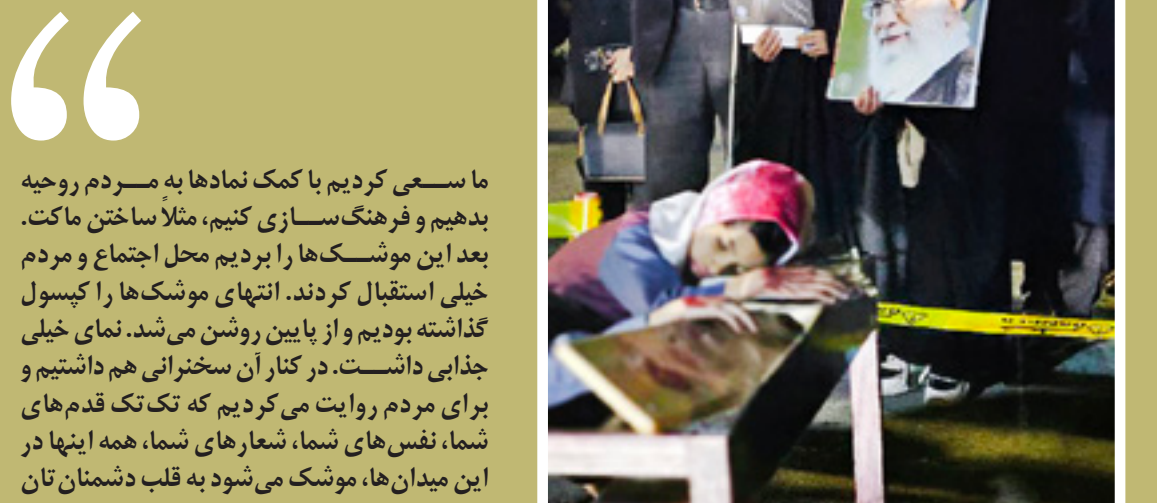 ما سعی کردیم با کمک نمادها به مردم روحیه
بدهیم و فرهنگ‌سازی کنیم، مثلاً ساختن ماکت.
بعد این موشک‌ها را بردیم محل اجتماع و مردم
خیلی استقبال کردند. انتهای موشک‌ها را کپسول
گذاشته بودیم و از پایین روشن می‌شد. نمای خیلی
جذابی داشت. در کنار آن سخنرانی هم داشتیم و
برای مردم روایت می‌کردیم که تک‌تک قدم‌های
شما، نفس‌های شما، شعارهای شما، همه اینها در
این میدان‌ها، موشک می‌شود به قلب دشمنان‌تان